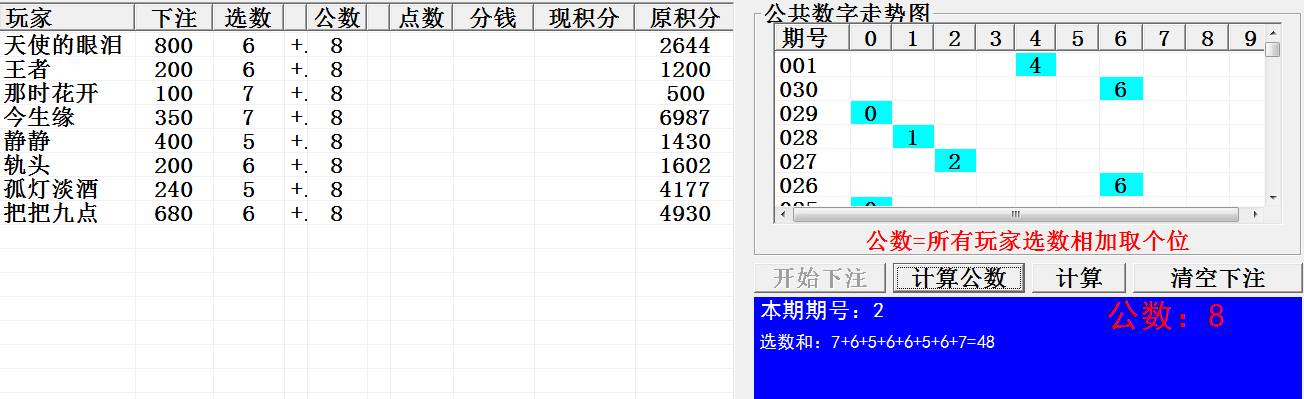 玩家 下注 选数 公数 点数 分钱 现积分 原积分
天使的眼泪 800 6 +. 8 2644
王者 200 6 +. 8 1200
那时花开 100 7 +. 8 500
今生缘 350 7 +. 8 6987
静静 400 5 +. 8 1430
轨头 200 6 +. 8 1602
孤灯淡酒 240 5 +. 8 4177
把把九点 680 6 +. 8 4930
公共数字走势图
期号 0 1 2 3 4 5 6 7 8 9
001 4
030 6
029 0
028 1
027 2
026 6
公数=所有玩家选数相加取个位
开始下注 计算公数 计算 清空下注
本期期号：2 公数：8
选数和：7+6+5+6+6+5+6+7=48